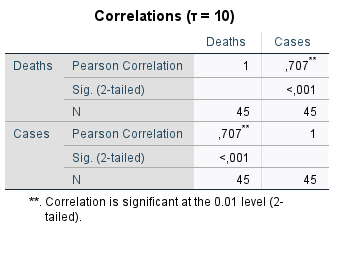 Correlations (τ = 10)
Deaths Cases
Deaths Pearson Correlation 1 ,707**
Sig. (2-tailed) <,001
N 45 45
Cases Pearson Correlation ,707** 1
Sig. (2-tailed) <,001
N 45 45
**. Correlation is significant at the 0.01 level (2-
tailed).